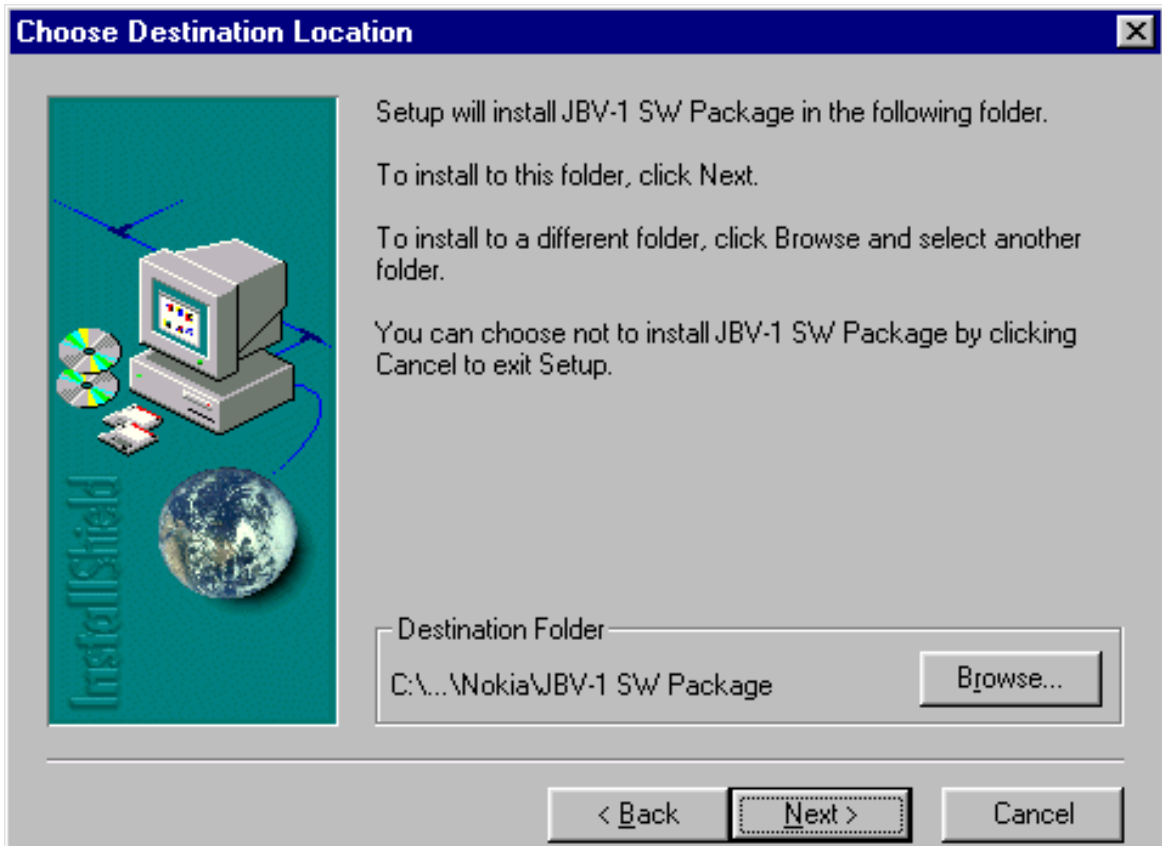 Choose Destination Location
Setup will install JBV-1 SW Package in the following folder.
To install to this folder, click Next.
To install to a different folder, click Browse and select another
folder.
You can choose not to install JBV-1 SW Package by clicking
Cancel to exit Setup.
InstallShield
Destination Folder
C:\...\Nokia\JBV-1 SW Package
Browse...
< Back
Next >
Cancel